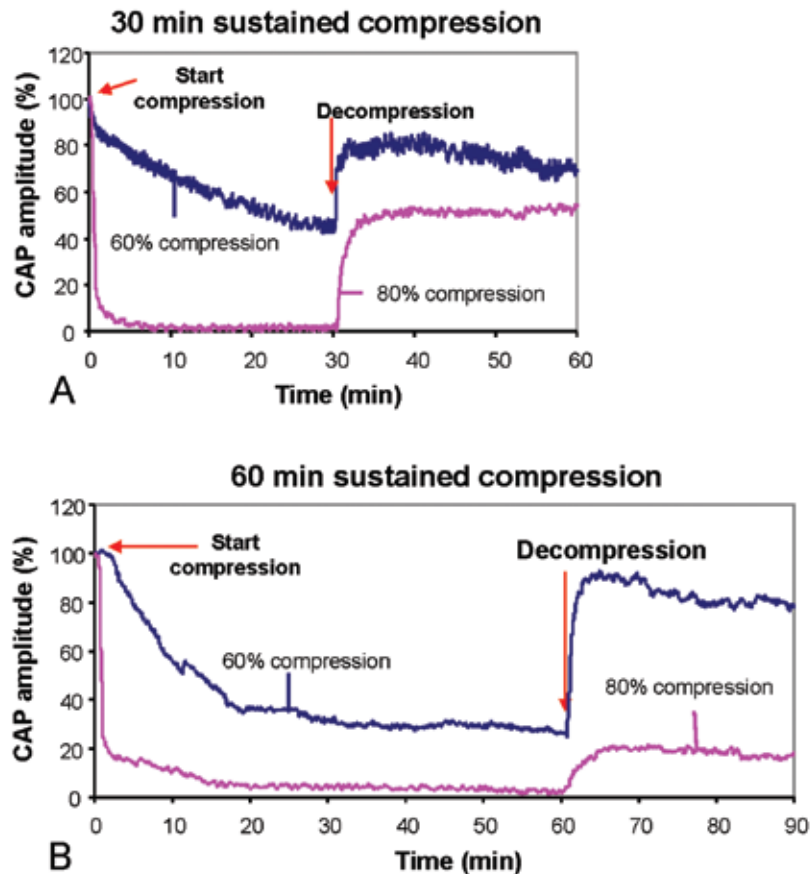 30 min sustained compression
120
100
80
60
40
20
0
CAP amplitude (%)
Start
compression
Decompression
60% compression
80% compression
0 10 20 30 40 50 60
Time (min)
A
60 min sustained compression
120
100
80
60
40
20
0
CAP amplitude (%)
Start
compression
Decompression
60% compression
80% compression
0 10 20 30 40 50 60 70 80 90
Time (min)
B